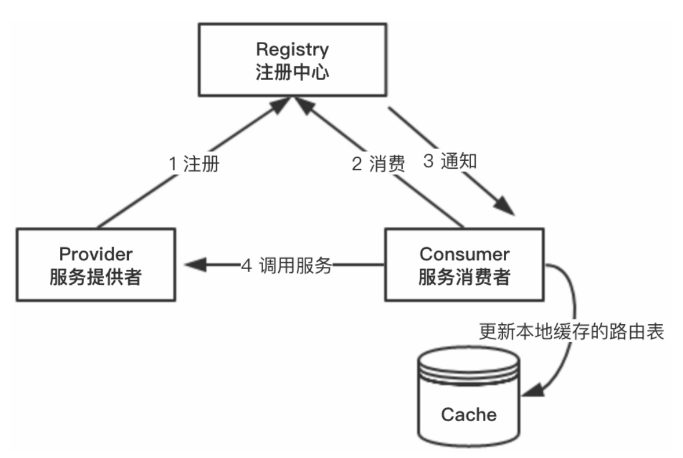 Registry
注册中心
1 注册
2 消费
3 通知
Provider
服务提供者
4 调用服务
Consumer
服务消费者
更新本地缓存的路由表
Cache